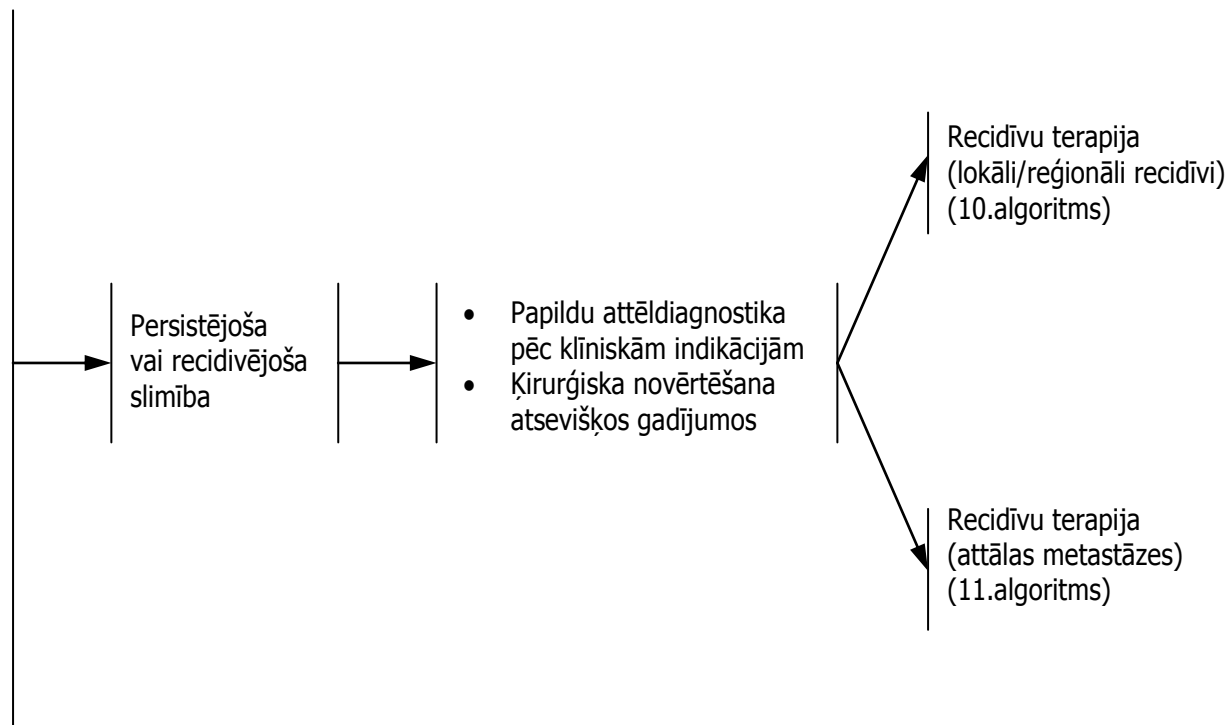 Persistējoša
vai recidivējoša
slimība
• Papildu attēldiagnostika
pēc klīniskām indikācijām
• Ķirurģiska novērtēšana
atsevišķos gadījumos
Recidīvu terapija
(lokāli/reģionāli recidīvi)
(10.algoritms)
Recidīvu terapija
(attālas metastāzes)
(11.algoritms)